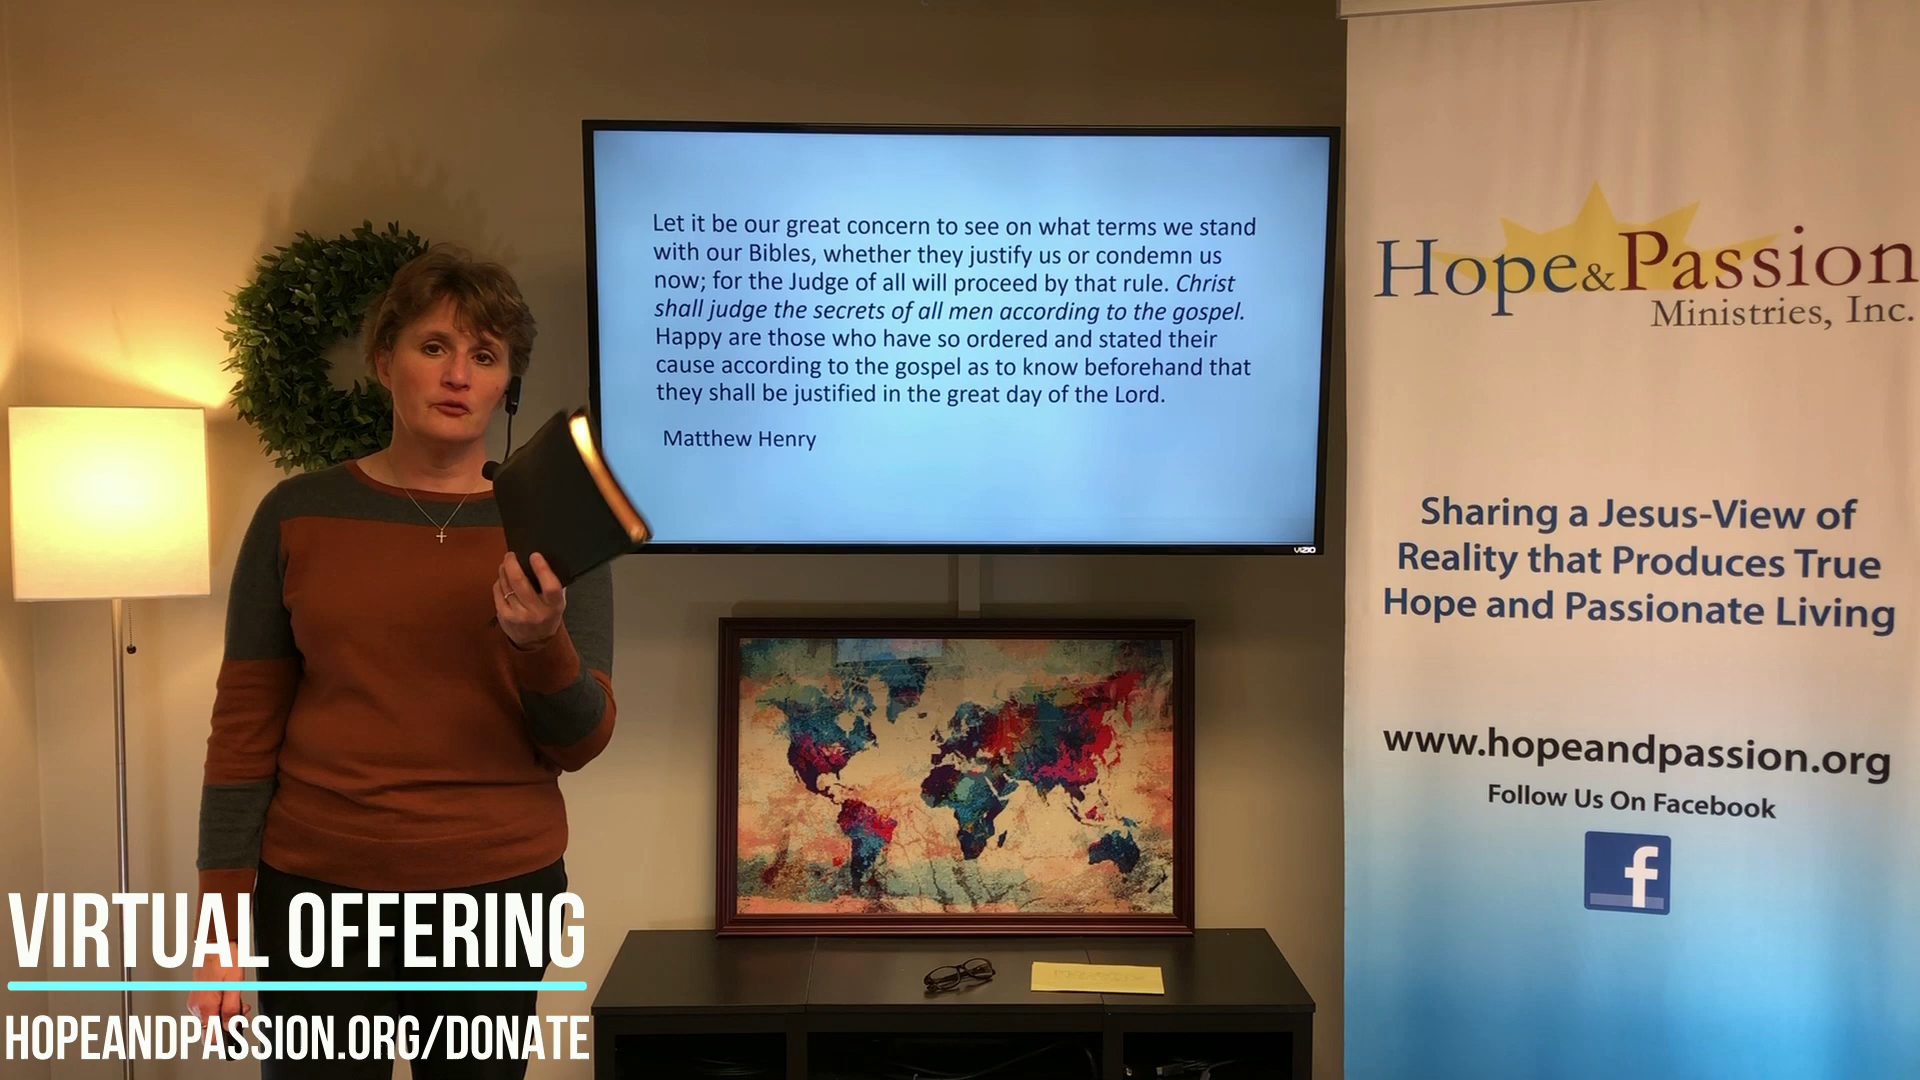 Let it be our great concern to see on what terms we stand
with our Bibles, whether they justify us or condemn us
now; for the Judge of all will proceed by that rule. Christ
shall judge the secrets of all men according to the gospel.
Happy are those who have so ordered and stated their
cause according to the gospel as to know beforehand that
they shall be justified in the great day of the Lord.
Matthew Henry
VIZIO
Hope&Passion
Ministries, Inc.
Sharing a Jesus-View of
Reality that Produces True
Hope and Passionate Living
www.hopeandpassion.org
Follow Us On Facebook
f
VIRTUAL OFFERING
HOPEANDPASSION.ORG/DONATE